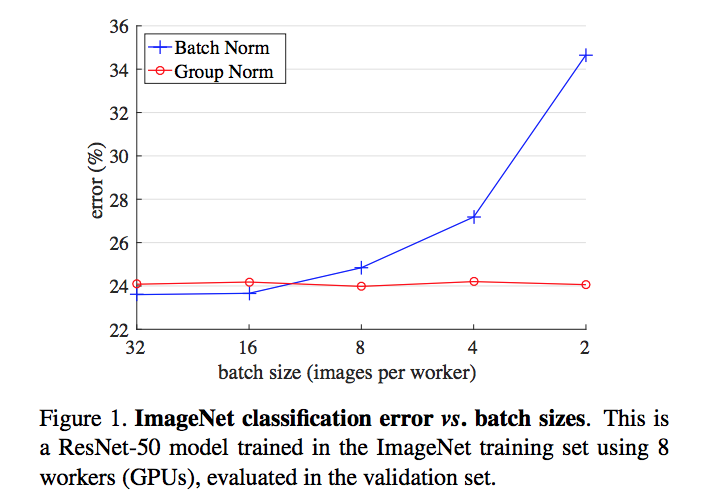 36
34
32
30
28
26
24
22
error (%)
Batch Norm
Group Norm
32
16
8
4
2
batch size (images per worker)
Figure 1. ImageNet classification error vs. batch sizes. This is
a ResNet-50 model trained in the ImageNet training set using 8
workers (GPUs), evaluated in the validation set.